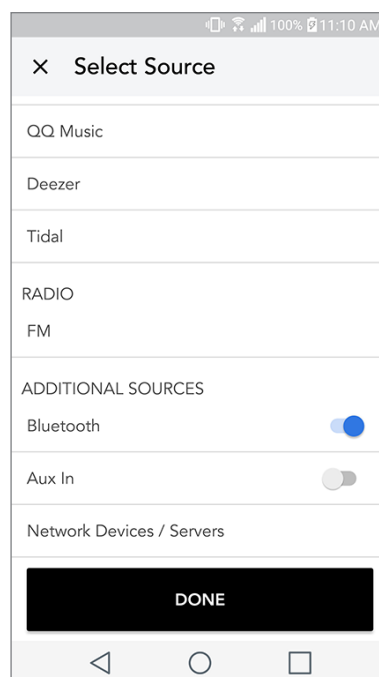 100% 11:10 AM
Select Source
QQ Music
Deezer
Tidal
RADIO
FM
ADDITIONAL SOURCES
Bluetooth
Aux In
Network Devices / Servers
DONE